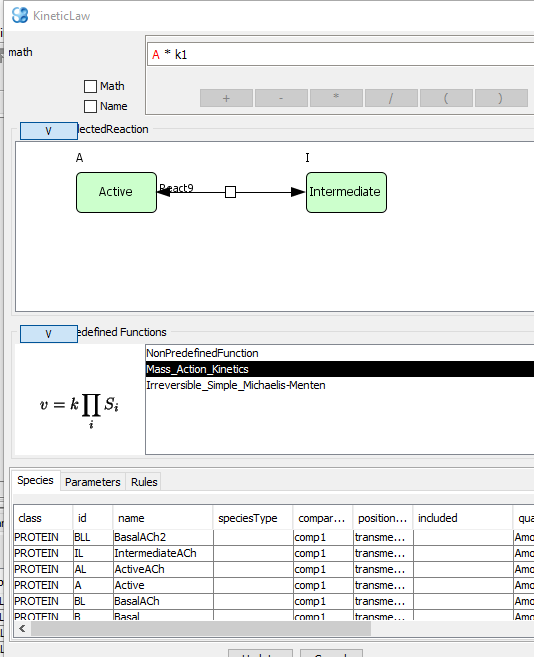 KineticLaw
math
A * k1
Math
Name
+ - * / ( )
V lectedReaction
A I
Active React9 Intermediate
V edefined Functions
NonPredefinedFunction
Mass_Action_Kinetics
Irreversible_Simple_Michaelis-Menten
v = k ∏ S_i
i
Species Parameters Rules
class id name speciesType compar... position... included qua
PROTEIN BLL BasalACh2 comp1 transme... Amo
PROTEIN IL IntermediateACh comp1 transme... Amo
PROTEIN AL ActiveACh comp1 transme... Amo
PROTEIN A Active comp1 transme... Amo
PROTEIN BL BasalACh comp1 transme... Amo
PROTEIN B Basal comp1 transme... Amo